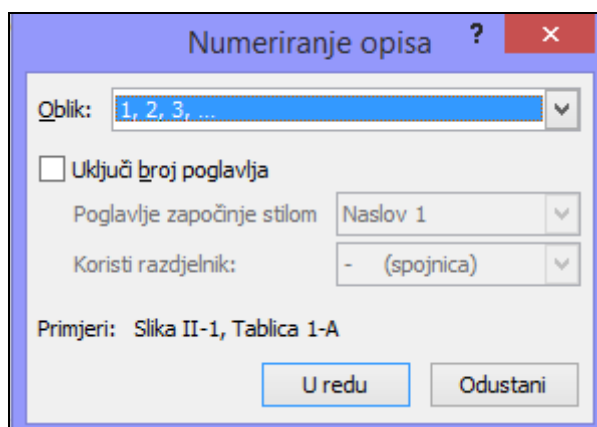 Numeriranje opisa ? ×
Oblik: 1, 2, 3, ...
Uključi broj poglavlja
Poglavlje započinje stilom Naslov 1
Koristi razdjelnik: - (spojnica)
Primjeri: Slika II-1, Tablica 1-A
U redu Odustani